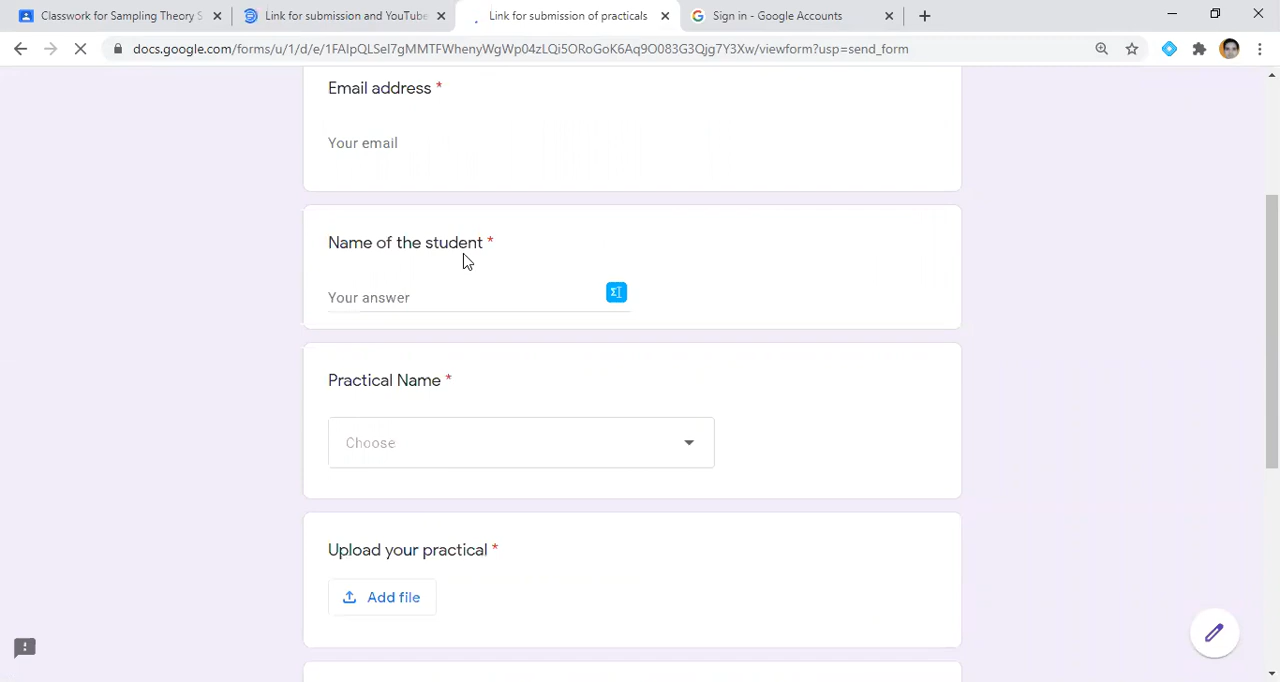 Classwork for Sampling Theory S
Link for submission and YouTube
Link for submission of practicals
Sign in - Google Accounts
docs.google.com/forms/u/1/d/e/1FAIpQLSel7gMMTFWhenyWgWp04zLQi5ORoGoK6Aq9O083G3Qjg7Y3Xw/viewform?usp=send_form
Email address *
Your email
Name of the student *
Your answer
Practical Name *
Choose
Upload your practical *
Add file